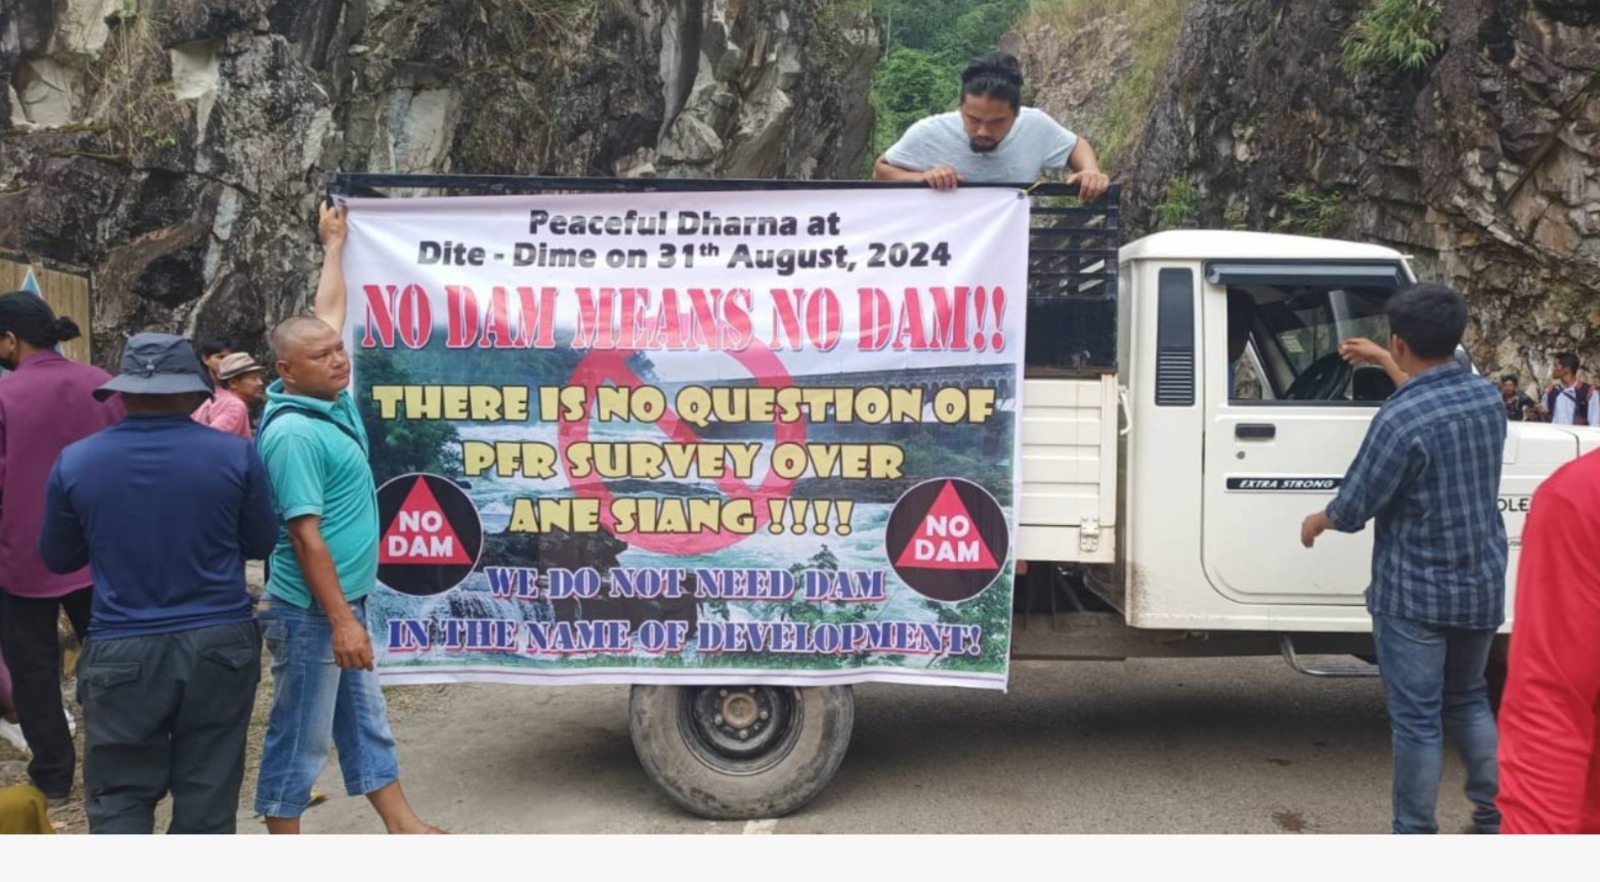 Peaceful Dharna at
Dite - Dime on 31th August, 2024
NO DAM MEANS NO DAM!!
THERE IS NO QUESTION OF
PFR SURVEY OVER
ANE SIANG !!!!
NO
DAM
NO
DAM
WE DO NOT NEED DAM
IN THE NAME OF DEVELOPMENT!
EXTRA STRONG
OLE